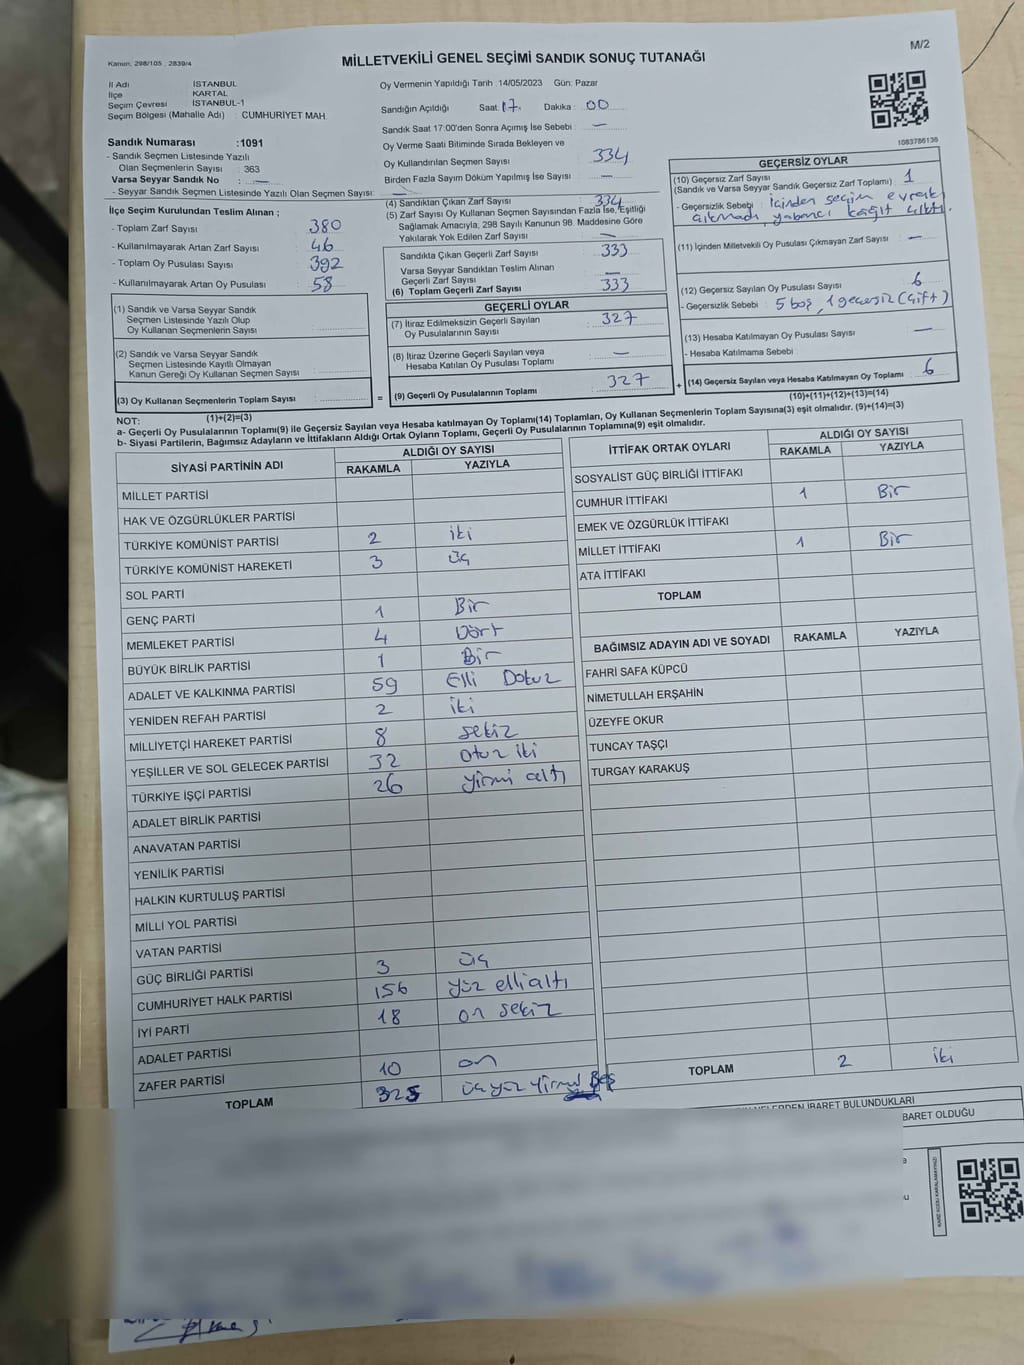 M/2
Kanun: 298/105 , 2839/4
MİLLETVEKİLİ GENEL SEÇİMİ SANDIK SONUÇ TUTANAĞI
1083786136
İl Adı İSTANBUL
İlçe KARTAL
Seçim Çevresi İSTANBUL-1
Seçim Bölgesi (Mahalle Adı) : CUMHURİYET MAH.
Sandık Numarası :1091
- Sandık Seçmen Listesinde Yazılı
Olan Seçmenlerin Sayısı : 363
Varsa Seyyar Sandık No : —
- Seyyar Sandık Seçmen Listesinde Yazılı Olan Seçmen Sayısı:
Oy Vermenin Yapıldığı Tarih : 14/05/2023 Gün: Pazar
Sandığın Açıldığı Saat: 17 Dakika : 00
Sandık Saat 17:00'den Sonra Açımış İse Sebebi : —
Oy Verme Saati Bitiminde Sırada Bekleyen ve
Oy Kullandırılan Seçmen Sayısı 334
Birden Fazla Sayım Döküm Yapılmış İse Sayısı : —
İlçe Seçim Kurulundan Teslim Alınan ;
- Toplam Zarf Sayısı : 380
- Kullanılmayarak Artan Zarf Sayısı : 46
- Toplam Oy Pusulası Sayısı : 392
- Kullanılmayarak Artan Oy Pusulası : 58
(1) Sandık ve Varsa Seyyar Sandık
Seçmen Listesinde Yazılı Olup
Oy Kullanan Seçmenlerin Sayısı :
(2) Sandık ve Varsa Seyyar Sandık
Seçmen Listesinde Kayıtlı Olmayan
Kanun Gereği Oy Kullanan Seçmen Sayısı :
(3) Oy Kullanan Seçmenlerin Toplam Sayısı :
(1)+(2)=(3)
(4) Sandıktan Çıkan Zarf Sayısı : 334
(5) Zarf Sayısı Oy Kullanan Seçmen Sayısından Fazla İse, Eşitliği
Sağlamak Amacıyla, 298 Sayılı Kanunun 98. Maddesine Göre
Yakılarak Yok Edilen Zarf Sayısı : —
Sandıkta Çıkan Geçerli Zarf Sayısı : 333
Varsa Seyyar Sandıktan Teslim Alınan
Geçerli Zarf Sayısı : —
(6) Toplam Geçerli Zarf Sayısı : 333
GEÇERLİ OYLAR
(7) İtiraz Edilmeksizin Geçerli Sayılan
Oy Pusulalarının Sayısı : 327
(8) İtiraz Üzerine Geçerli Sayılan veya
Hesaba Katılan Oy Pusulası Toplamı : —
= (9) Geçerli Oy Pusulalarının Toplamı : 327 +
GEÇERSİZ OYLAR
(10) Geçersiz Zarf Sayısı : 1
(Sandık ve Varsa Seyyar Sandık Geçersiz Zarf Toplamı)
- Geçersizlik Sebebi : İçinden seçim evrakı
çıkmadı, yabancı kağıt çıktı.
(11) İçinden Milletvekili Oy Pusulası Çıkmayan Zarf Sayısı : —
(12) Geçersiz Sayılan Oy Pusulası Sayısı : 6
- Geçersizlik Sebebi : 5 boş, 1 geçersiz (Çift)
(13) Hesaba Katılmayan Oy Pusulası Sayısı : —
- Hesaba Katılmama Sebebi
(14) Geçersiz Sayılan veya Hesaba Katılmayan Oy Toplamı : 6
(10)+(11)+(12)+(13)=(14)
NOT:
a- Geçerli Oy Pusulalarının Toplamı(9) ile Geçersiz Sayılan veya Hesaba katılmayan Oy Toplamı(14) Toplamları, Oy Kullanan Seçmenlerin Toplam Sayısına(3) eşit olmalıdır. (9)+(14)=(3)
b- Siyasi Partilerin, Bağımsız Adayların ve İttifakların Aldığı Ortak Oyların Toplamı, Geçerli Oy Pusulalarının Toplamına(9) eşit olmalıdır.
SİYASİ PARTİNİN ADI ALDIĞI OY SAYISI
RAKAMLA YAZIYLA
MİLLET PARTİSİ
HAK VE ÖZGÜRLÜKLER PARTİSİ
TÜRKİYE KOMÜNİST PARTİSİ 2 iki
TÜRKİYE KOMÜNİST HAREKETİ 3 üç
SOL PARTİ
GENÇ PARTİ 1 Bir
MEMLEKET PARTİSİ 4 Dört
BÜYÜK BİRLİK PARTİSİ 1 Bir
ADALET VE KALKINMA PARTİSİ 59 Elli Dokuz
YENİDEN REFAH PARTİSİ 2 iki
MİLLİYETÇİ HAREKET PARTİSİ 8 sekiz
YEŞİLLER VE SOL GELECEK PARTİSİ 32 otuz iki
TÜRKİYE İŞÇİ PARTİSİ 26 yirmi altı
ADALET BİRLİK PARTİSİ
ANAVATAN PARTİSİ
YENİLİK PARTİSİ
HALKIN KURTULUŞ PARTİSİ
MİLLİ YOL PARTİSİ
VATAN PARTİSİ
GÜÇ BİRLİĞİ PARTİSİ 3 üç
CUMHURİYET HALK PARTİSİ 156 yüz ellialtı
İYİ PARTİ 18 on sekiz
ADALET PARTİSİ
ZAFER PARTİSİ 10 on
TOPLAM 325 üçyüz yirmi Beş
İTTİFAK ORTAK OYLARI ALDIĞI OY SAYISI
RAKAMLA YAZIYLA
SOSYALİST GÜÇ BİRLİĞİ İTTİFAKI
CUMHUR İTTİFAKI 1 Bir
EMEK VE ÖZGÜRLÜK İTTİFAKI
MİLLET İTTİFAKI 1 Bir
ATA İTTİFAKI
TOPLAM
BAĞIMSIZ ADAYIN ADI VE SOYADI RAKAMLA YAZIYLA
FAHRİ SAFA KÜPCÜ
NİMETULLAH ERŞAHİN
ÜZEYFE OKUR
TUNCAY TAŞÇI
TURGAY KARAKUŞ
TOPLAM 2 iki
NELERDEN İBARET BULUNDUKLARI
BARET OLDUĞU
KARE KODU KARALAMAYINIZ!